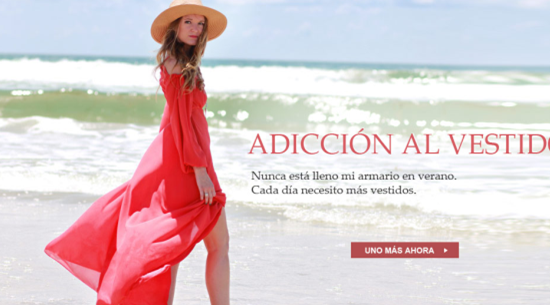 ADICCIÓN AL VESTIDO
Nunca está lleno mi armario en verano.
Cada día necesito más vestidos.
UNO MÁS AHORA